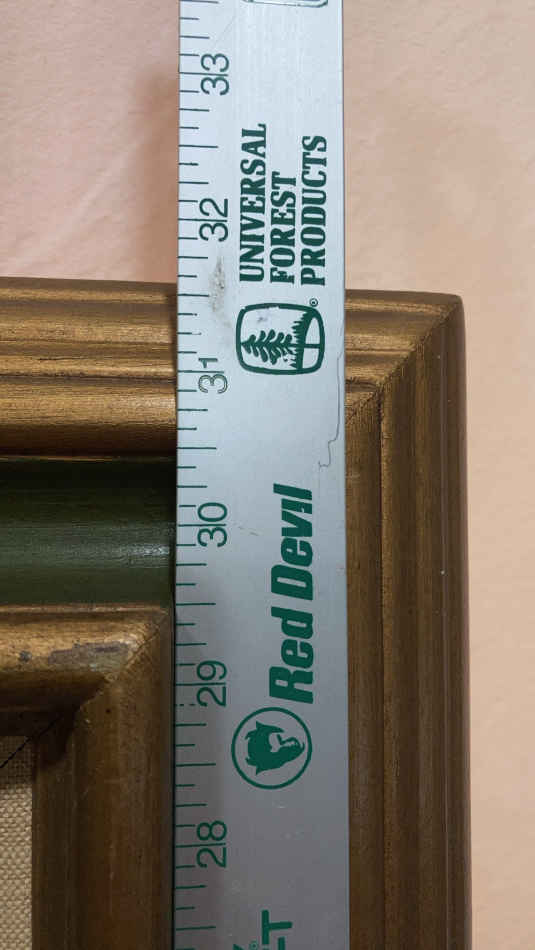 33
32
31
30
29
28
UNIVERSAL
FOREST
PRODUCTS
®
Red Devil